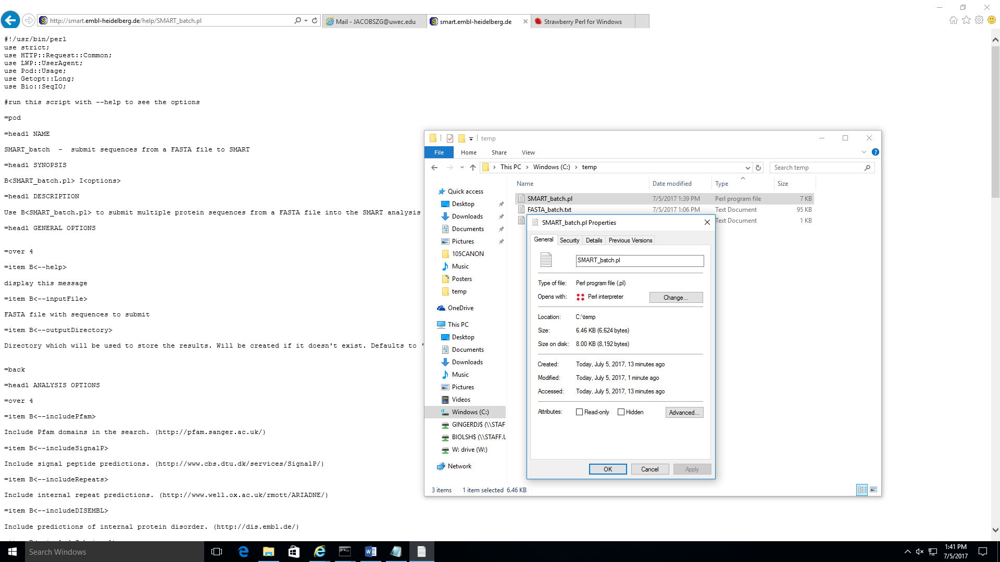 http://smart.embl-heidelberg.de/help/SMART_batch.pl
Mail - JACOBSZG@uwec.edu
smart.embl-heidelberg.de
Strawberry Perl for Windows
#!/usr/bin/perl
use strict;
use HTTP::Request::Common;
use LWP::UserAgent;
use Pod::Usage;
use Getopt::Long;
use Bio::SeqIO;
#run this script with --help to see the options
=pod
=head1 NAME
SMART_batch  -  submit sequences from a FASTA file to SMART
=head1 SYNOPSIS
B<SMART_batch.pl> I<options>
=head1 DESCRIPTION
Use B<SMART_batch.pl> to submit multiple protein sequences from a FASTA file into the SMART analysis
=head1 GENERAL OPTIONS
=over 4
=item B<--help>
display this message
=item B<--inputFile>
FASTA file with sequences to submit
=item B<--outputDirectory>
Directory which will be used to store the results. Will be created if it doesn't exist. Defaults to '
=back
=head1 ANALYSIS OPTIONS
=over 4
=item B<--includePfam>
Include Pfam domains in the search. (http://pfam.sanger.ac.uk/)
=item B<--includeSignalP>
Include signal peptide predictions. (http://www.cbs.dtu.dk/services/SignalP/)
=item B<--includeRepeats>
Include internal repeat predictions. (http://www.well.ox.ac.uk/rmott/ARIADNE/)
=item B<--includeDISEMBL>
Include predictions of internal protein disorder. (http://dis.embl.de/)
temp
File
Home
Share
View
This PC
Windows (C:)
temp
Search temp
Quick access
Desktop
Downloads
Documents
Pictures
105CANON
Music
Posters
temp
OneDrive
This PC
Desktop
Documents
Downloads
Music
Pictures
Videos
Windows (C:)
GINGERDJ$ (\\STAF
BIOLSH$ (\\STAFF.U
W: drive (W:)
Network
Name Date modified Type Size
SMART_batch.pl 7/5/2017 1:39 PM Perl program file 7 KB
FASTA_batch.txt 7/5/2017 1:06 PM Text Document 95 KB
Text Document 1 KB
3 items 1 item selected 6.46 KB
SMART_batch.pl Properties
General Security Details Previous Versions
SMART_batch.pl
Type of file: Perl program file (.pl)
Opens with: Perl interpreter
Change...
Location: C:\temp
Size: 6.46 KB (6,624 bytes)
Size on disk: 8.00 KB (8,192 bytes)
Created: Today, July 5, 2017, 13 minutes ago
Modified: Today, July 5, 2017, 1 minute ago
Accessed: Today, July 5, 2017, 13 minutes ago
Attributes: Read-only Hidden
Advanced...
OK Cancel Apply
Search Windows
1:41 PM
7/5/2017